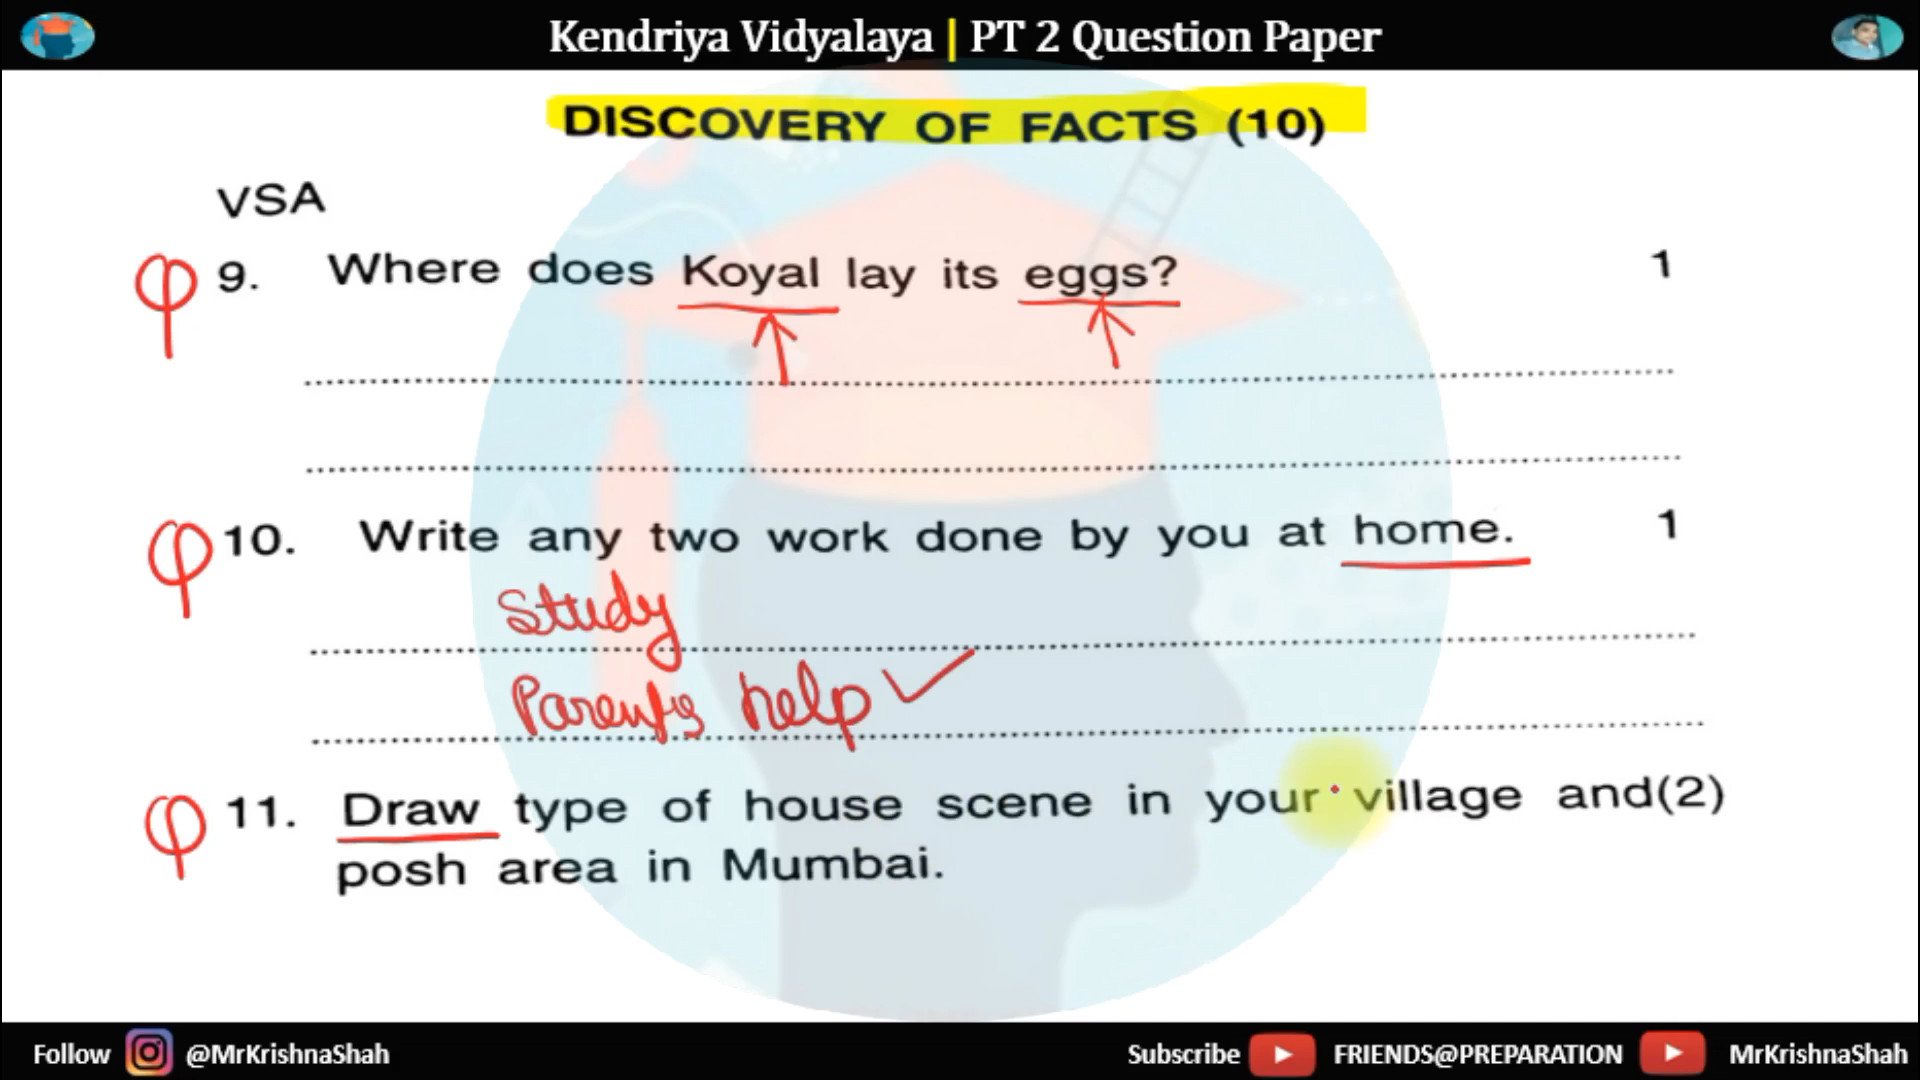 Kendriya Vidyalaya | PT 2 Question Paper
DISCOVERY OF FACTS (10)
VSA
9. Where does Koyal lay its eggs? 1
10. Write any two work done by you at home. 1
Study
Parents help
11. Draw type of house scene in your village and(2)
posh area in Mumbai.
Follow @MrKrishnaShah Subscribe FRIENDS@PREPARATION MrKrishnaShah